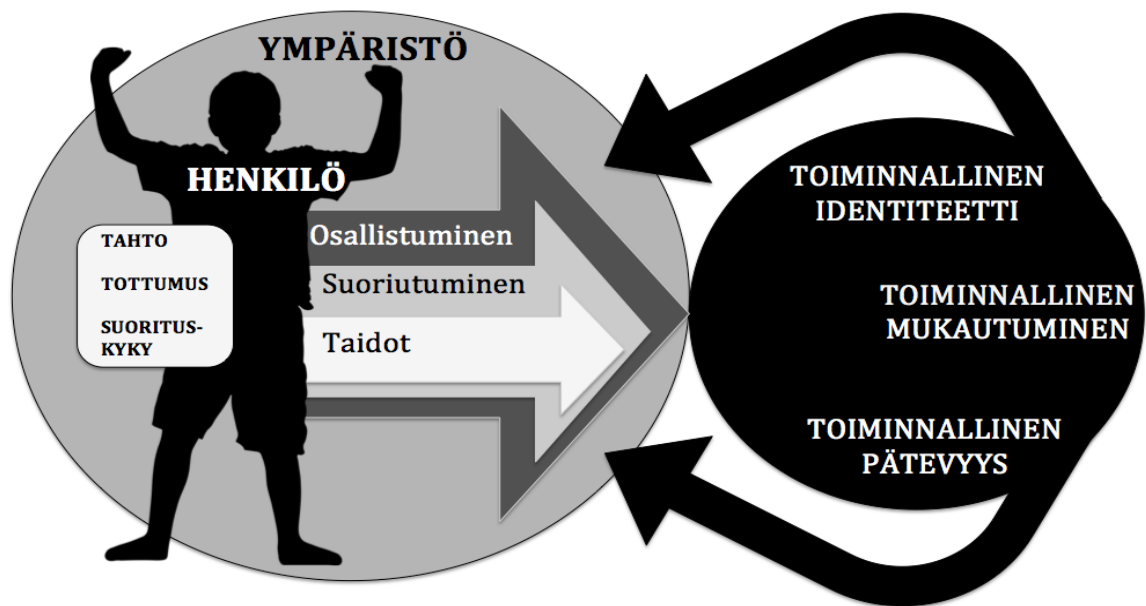 YMPÄRISTÖ
HENKILÖ
TAHTO
TOTTUMUS
SUORITUS-
KYKY
Osallistuminen
Suoriutuminen
Taidot
TOIMINNALLINEN
IDENTITEETTI
TOIMINNALLINEN
MUKAUTUMINEN
TOIMINNALLINEN
PÄTEVYYS